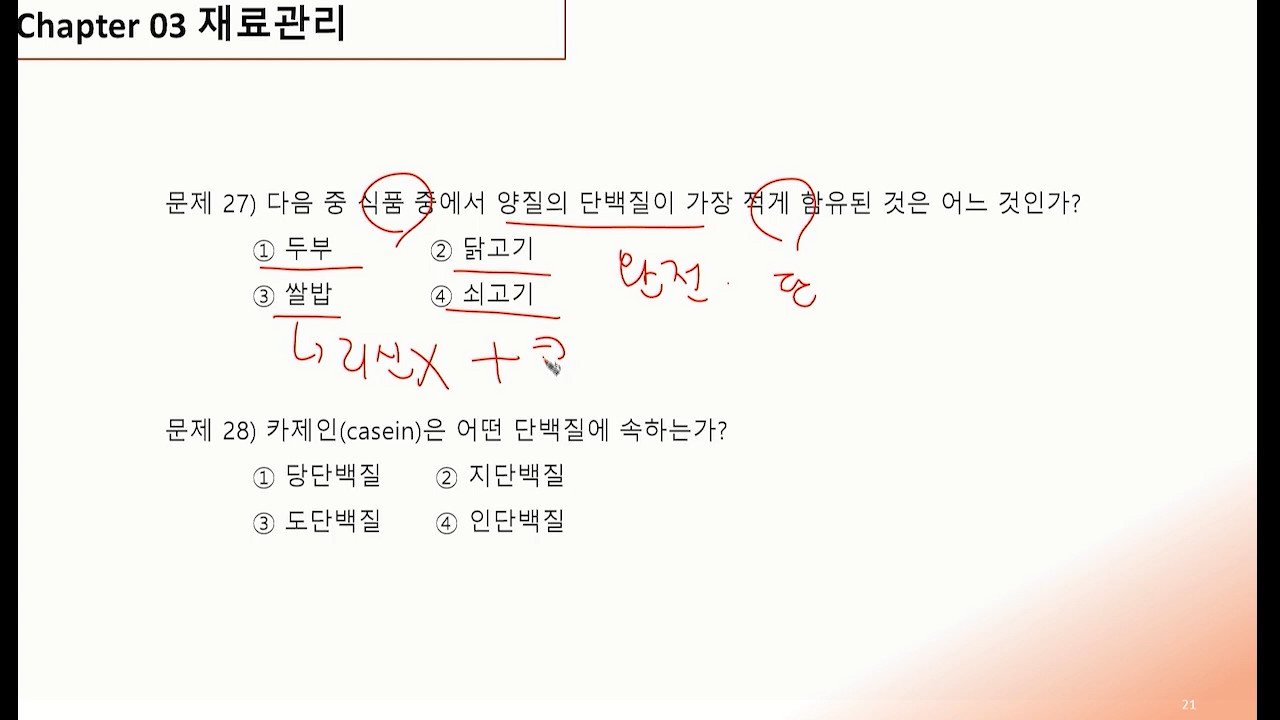 Chapter 03 재료관리
문제 27) 다음 중 식품 중에서 양질의 단백질이 가장 적게 함유된 것은 어느 것인가?
① 두부 ② 닭고기
완전
③ 쌀밥 ④ 쇠고기
리신X +
문제 28) 카제인(casein)은 어떤 단백질에 속하는가?
① 당단백질 ② 지단백질
③ 도단백질 ④ 인단백질
21